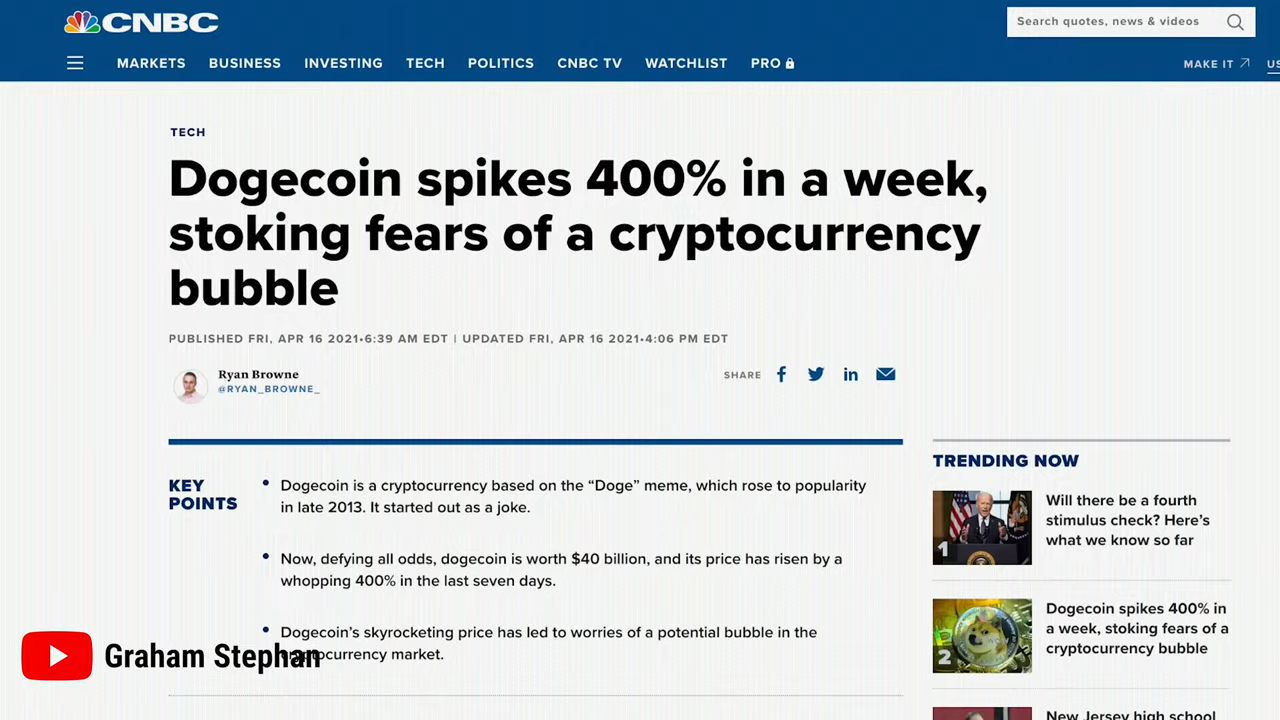 CNBC
Search quotes, news & videos
MARKETS BUSINESS INVESTING TECH POLITICS CNBC TV WATCHLIST PRO
MAKE IT
US
TECH
Dogecoin spikes 400% in a week,
stoking fears of a cryptocurrency
bubble
PUBLISHED FRI, APR 16 2021•6:39 AM EDT | UPDATED FRI, APR 16 2021•4:06 PM EDT
Ryan Browne
@RYAN_BROWNE_
SHARE
KEY
POINTS
• Dogecoin is a cryptocurrency based on the “Doge” meme, which rose to popularity
in late 2013. It started out as a joke.
• Now, defying all odds, dogecoin is worth $40 billion, and its price has risen by a
whopping 400% in the last seven days.
• Dogecoin’s skyrocketing price has led to worries of a potential bubble in the
market.
Graham Stephan
TRENDING NOW
1
Will there be a fourth
stimulus check? Here’s
what we know so far
2
Dogecoin spikes 400% in
a week, stoking fears of a
cryptocurrency bubble
New Jersey high school